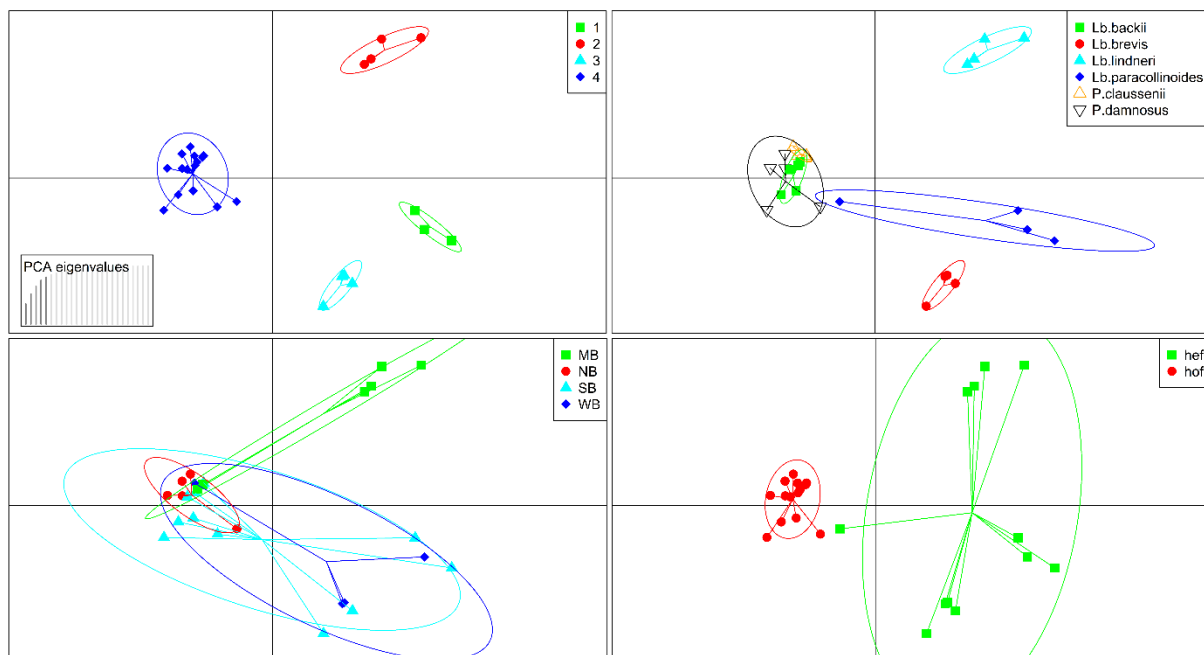 1
2
3
4
PCA eigenvalues
Lb.backii
Lb.brevis
Lb.lindneri
Lb.paracollinoides
P.claussenii
P.damnosus
MB
NB
SB
WB
hef
hof